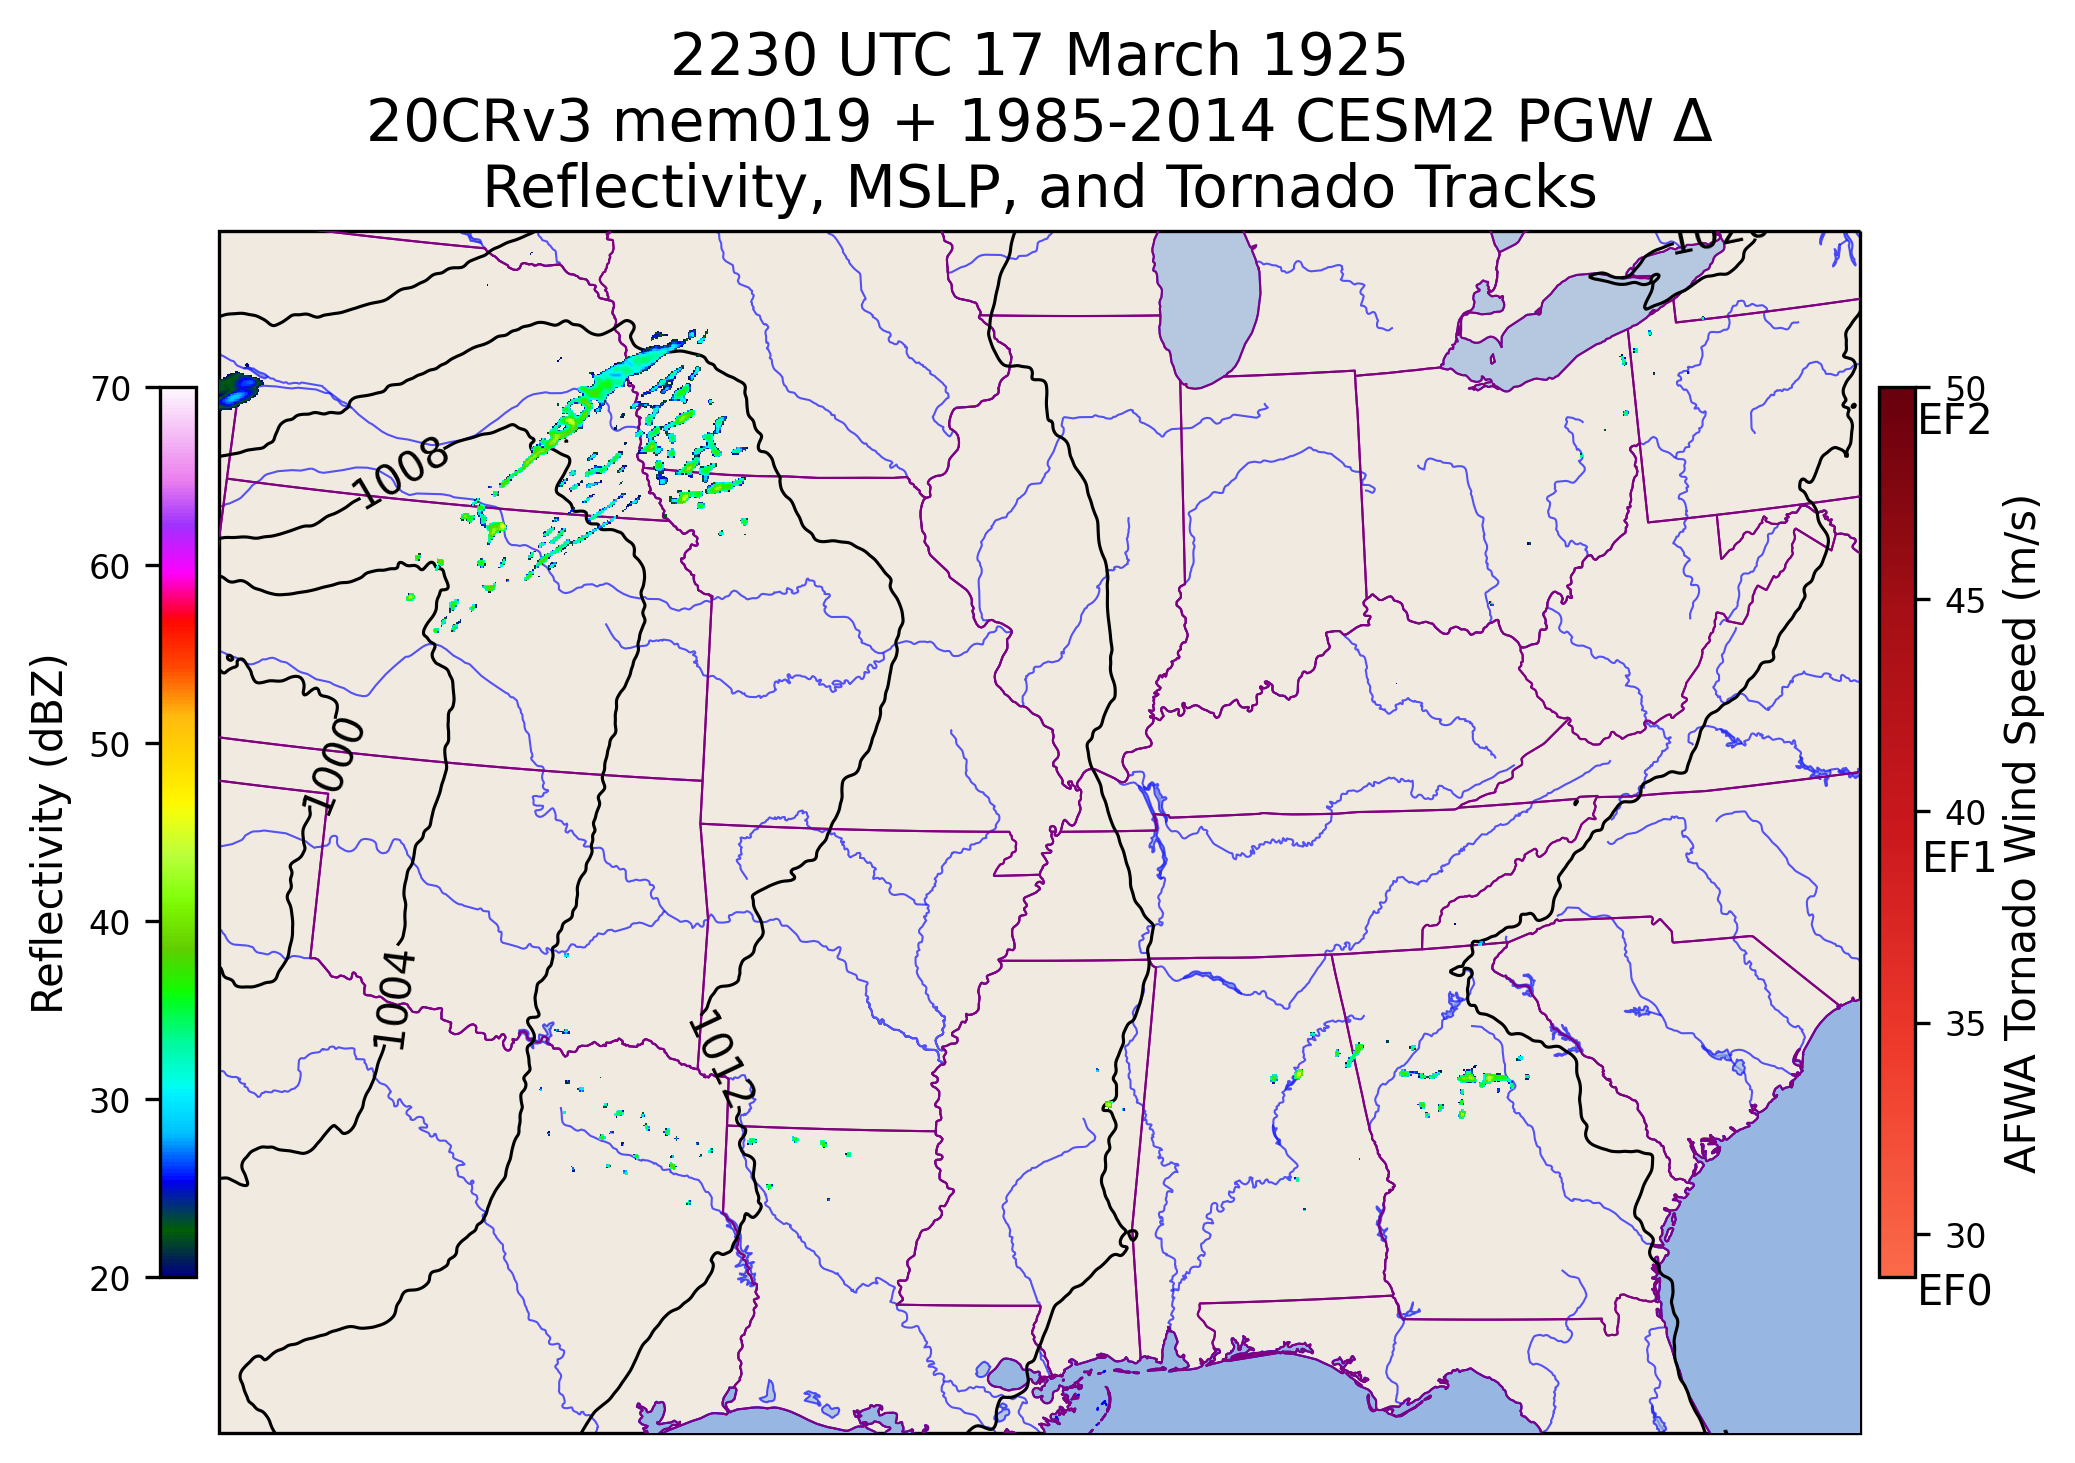 2230 UTC 17 March 1925
20CRv3 mem019 + 1985-2014 CESM2 PGW Δ
Reflectivity, MSLP, and Tornado Tracks
Reflectivity (dBZ)
70
60
50
40
30
20
1008
1000
1004
1012
50
EF2
45
40
EF1
35
30
EF0
AFWA Tornado Wind Speed (m/s)